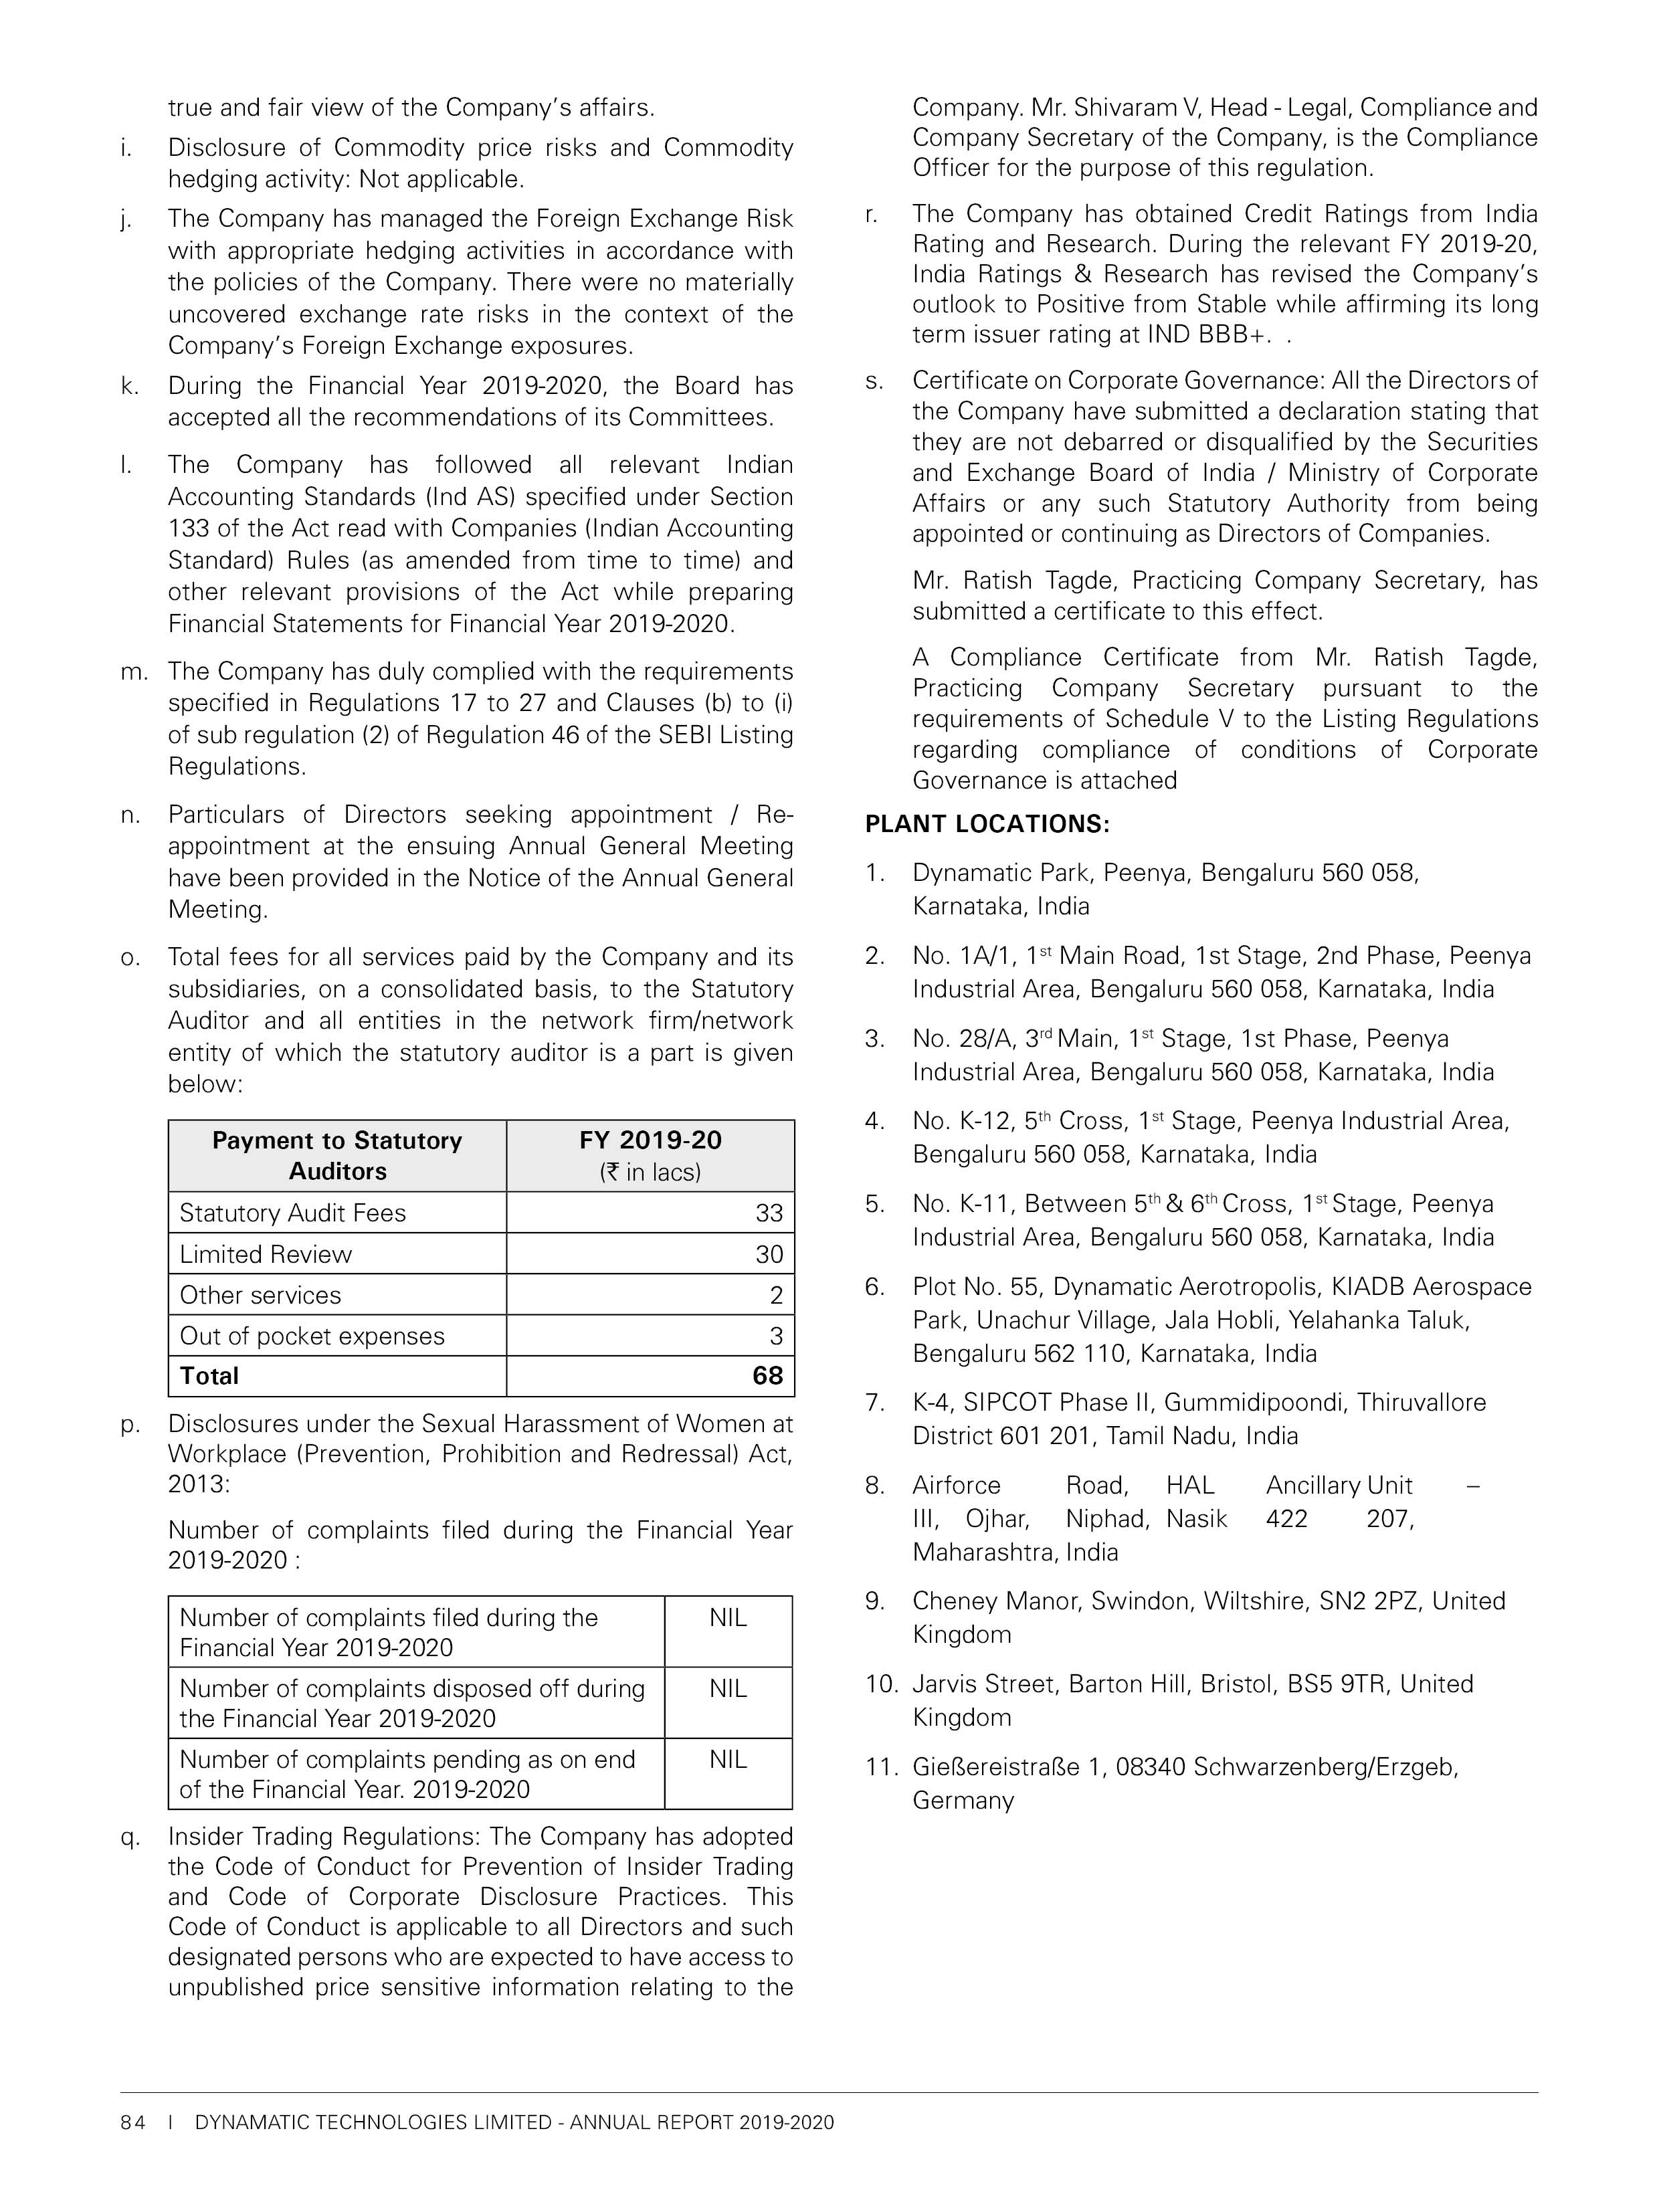 true and fair view of the Company's affairs.
i. Disclosure of Commodity price risks and Commodity
hedging activity: Not applicable.
j. The Company has managed the Foreign Exchange Risk
with appropriate hedging activities in accordance with
the policies of the Company. There were no materially
uncovered exchange rate risks in the context of the
Company's Foreign Exchange exposures.
k. During the Financial Year 2019-2020, the Board has
accepted all the recommendations of its Committees.
l. The Company has followed all relevant Indian
Accounting Standards (Ind AS) specified under Section
133 of the Act read with Companies (Indian Accounting
Standard) Rules (as amended from time to time) and
other relevant provisions of the Act while preparing
Financial Statements for Financial Year 2019-2020.
m. The Company has duly complied with the requirements
specified in Regulations 17 to 27 and Clauses (b) to (i)
of sub regulation (2) of Regulation 46 of the SEBI Listing
Regulations.
n. Particulars of Directors seeking appointment / Re-
appointment at the ensuing Annual General Meeting
have been provided in the Notice of the Annual General
Meeting.
o. Total fees for all services paid by the Company and its
subsidiaries, on a consolidated basis, to the Statutory
Auditor and all entities in the network firm/network
entity of which the statutory auditor is a part is given
below:
Payment to Statutory Auditors FY 2019-20 (₹ in lacs)
Statutory Audit Fees 33
Limited Review 30
Other services 2
Out of pocket expenses 3
Total 68
p. Disclosures under the Sexual Harassment of Women at
Workplace (Prevention, Prohibition and Redressal) Act,
2013:
Number of complaints filed during the Financial Year
2019-2020 :
Number of complaints filed during the NIL
Financial Year 2019-2020
Number of complaints disposed off during NIL
the Financial Year 2019-2020
Number of complaints pending as on end NIL
of the Financial Year. 2019-2020
q. Insider Trading Regulations: The Company has adopted
the Code of Conduct for Prevention of Insider Trading
and Code of Corporate Disclosure Practices. This
Code of Conduct is applicable to all Directors and such
designated persons who are expected to have access to
unpublished price sensitive information relating to the
Company. Mr. Shivaram V, Head - Legal, Compliance and
Company Secretary of the Company, is the Compliance
Officer for the purpose of this regulation.
r. The Company has obtained Credit Ratings from India
Rating and Research. During the relevant FY 2019-20,
India Ratings & Research has revised the Company's
outlook to Positive from Stable while affirming its long
term issuer rating at IND BBB+. .
s. Certificate on Corporate Governance: All the Directors of
the Company have submitted a declaration stating that
they are not debarred or disqualified by the Securities
and Exchange Board of India / Ministry of Corporate
Affairs or any such Statutory Authority from being
appointed or continuing as Directors of Companies.
Mr. Ratish Tagde, Practicing Company Secretary, has
submitted a certificate to this effect.
A Compliance Certificate from Mr. Ratish Tagde,
Practicing Company Secretary pursuant to the
requirements of Schedule V to the Listing Regulations
regarding compliance of conditions of Corporate
Governance is attached
PLANT LOCATIONS:
1. Dynamatic Park, Peenya, Bengaluru 560 058,
Karnataka, India
2. No. 1A/1, 1st Main Road, 1st Stage, 2nd Phase, Peenya
Industrial Area, Bengaluru 560 058, Karnataka, India
3. No. 28/A, 3rd Main, 1st Stage, 1st Phase, Peenya
Industrial Area, Bengaluru 560 058, Karnataka, India
4. No. K-12, 5th Cross, 1st Stage, Peenya Industrial Area,
Bengaluru 560 058, Karnataka, India
5. No. K-11, Between 5th & 6th Cross, 1st Stage, Peenya
Industrial Area, Bengaluru 560 058, Karnataka, India
6. Plot No. 55, Dynamatic Aerotropolis, KIADB Aerospace
Park, Unachur Village, Jala Hobli, Yelahanka Taluk,
Bengaluru 562 110, Karnataka, India
7. K-4, SIPCOT Phase II, Gummidipoondi, Thiruvallore
District 601 201, Tamil Nadu, India
8. Airforce Road, HAL Ancillary Unit –
III, Ojhar, Niphad, Nasik 422 207,
Maharashtra, India
9. Cheney Manor, Swindon, Wiltshire, SN2 2PZ, United
Kingdom
10. Jarvis Street, Barton Hill, Bristol, BS5 9TR, United
Kingdom
11. Gießereistraße 1, 08340 Schwarzenberg/Erzgeb,
Germany
84 I DYNAMATIC TECHNOLOGIES LIMITED - ANNUAL REPORT 2019-2020